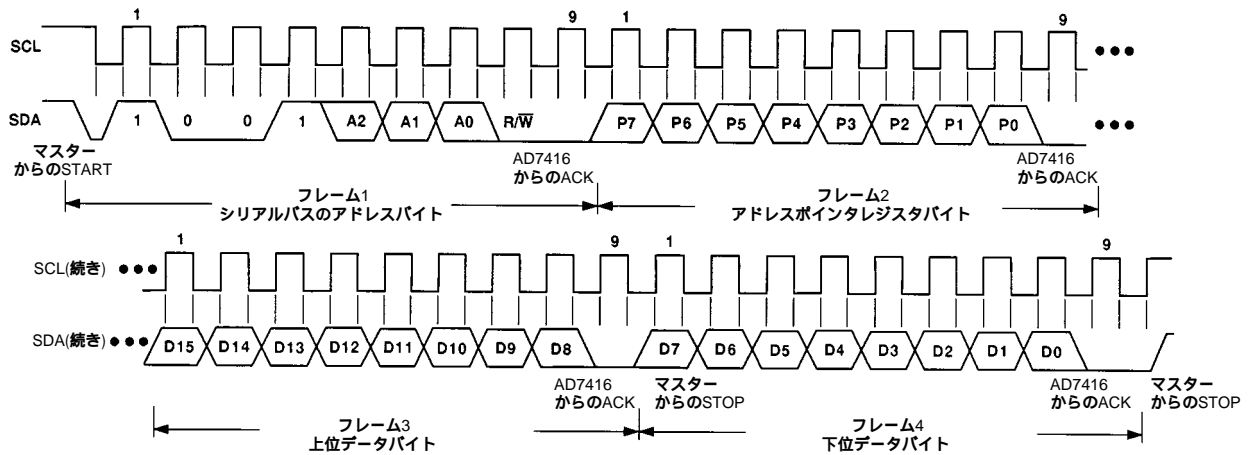 1 9 1 9
SCL
SDA 1 0 0 1 A2 A1 A0 R/W̅ P7 P6 P5 P4 P3 P2 P1 P0
マスター
からのSTART
AD7416
からのACK
AD7416
からのACK
フレーム1
シリアルバスのアドレスバイト
フレーム2
アドレスポインタレジスタバイト
1 9 1 9
SCL(続き)
SDA(続き) D15 D14 D13 D12 D11 D10 D9 D8 D7 D6 D5 D4 D3 D2 D1 D0
AD7416
からのACK
マスター
からのSTOP
AD7416
からのACK
マスター
からのSTOP
フレーム3
上位データバイト
フレーム4
下位データバイト